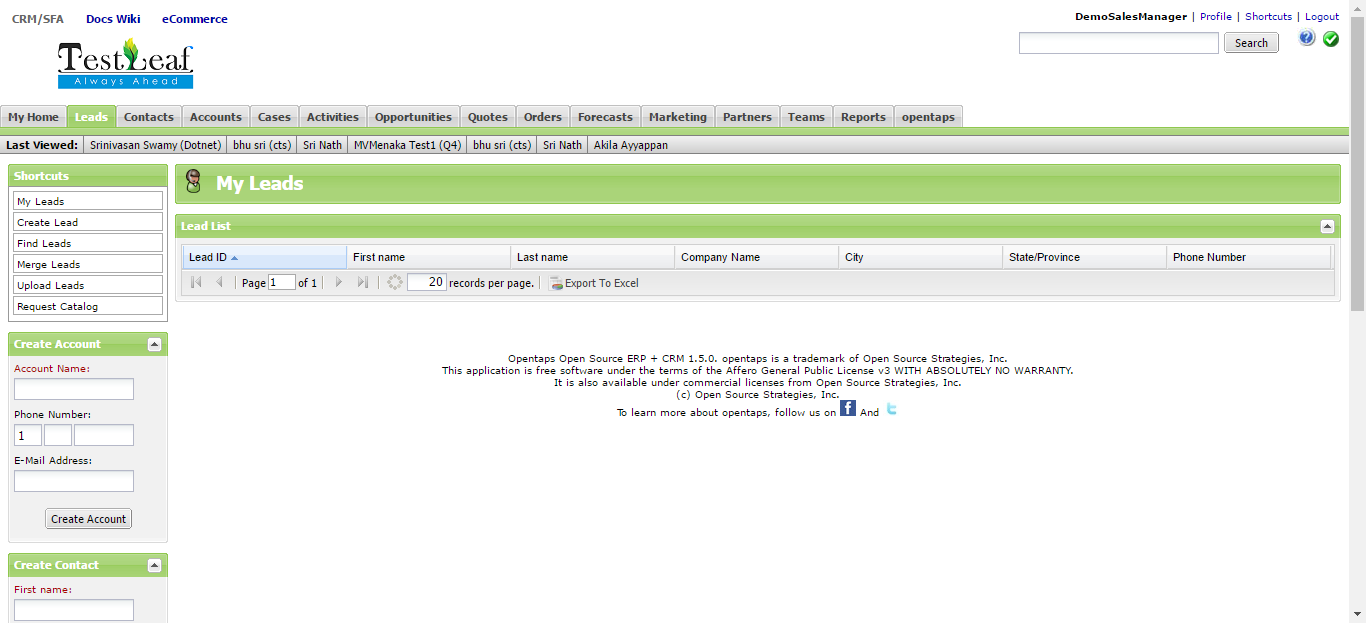 CRM/SFA Docs Wiki eCommerce
DemoSalesManager | Profile | Shortcuts | Logout
TestLeaf
Always Ahead
Search
My Home Leads Contacts Accounts Cases Activities Opportunities Quotes Orders Forecasts Marketing Partners Teams Reports opentaps
Last Viewed: Srinivasan Swamy (Dotnet) bhu sri (cts) Sri Nath MVMenaka Test1 (Q4) bhu sri (cts) Sri Nath Akila Ayyappan
Shortcuts
My Leads
Create Lead
Find Leads
Merge Leads
Upload Leads
Request Catalog
Create Account
Account Name:
Phone Number:
1
E-Mail Address:
Create Account
Create Contact
First name:
My Leads
Lead List
Lead ID First name Last name Company Name City State/Province Phone Number
Page 1 of 1 20 records per page. Export To Excel
Opentaps Open Source ERP + CRM 1.5.0. opentaps is a trademark of Open Source Strategies, Inc.
This application is free software under the terms of the Affero General Public License v3 WITH ABSOLUTELY NO WARRANTY.
It is also available under commercial licenses from Open Source Strategies, Inc.
(c) Open Source Strategies, Inc.
To learn more about opentaps, follow us on f And t